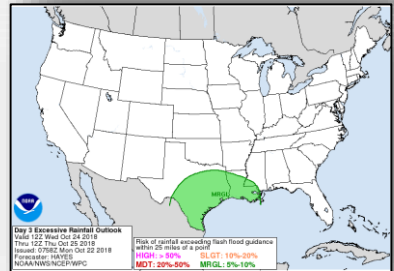 MRGL
NOAA
Day 3 Excessive Rainfall Outlook
Valid 12Z Wed Oct 24 2018
Thru 12Z Thu Oct 25 2018
Issued: 0758Z Mon Oct 22 2018
Forecaster: HAYES
NOAA/NWS/NCEP/WPC
Risk of rainfall exceeding flash flood guidance
within 25 miles of a point
HIGH: > 50% SLGT: 10%-20%
MDT: 20%-50% MRGL: 5%-10%